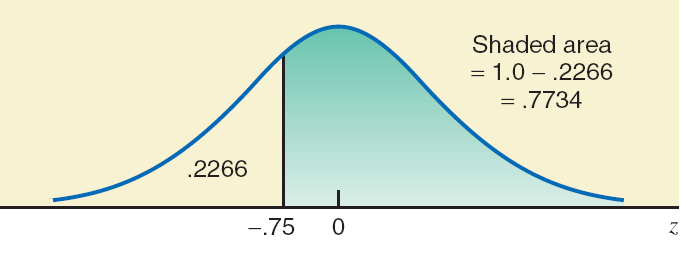 Shaded area
= 1.0 – .2266
= .7734
.2266
–.75
0
z